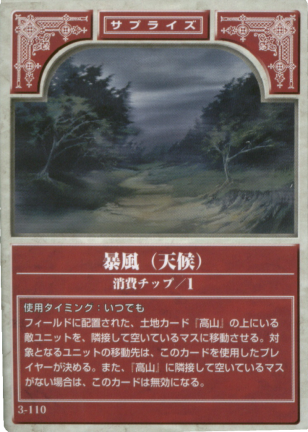 サプライズ
暴風（天候）
消費チップ／1
使用タイミング：いつでも
フィールドに配置された、土地カード『高山』の上にいる
敵ユニットを、隣接して空いているマスに移動させる。対
象となるユニットの移動先は、このカードを使用したプレ
イヤーが決める。また、『高山』に隣接して空いているマス
がない場合は、このカードは無効になる。
3-110